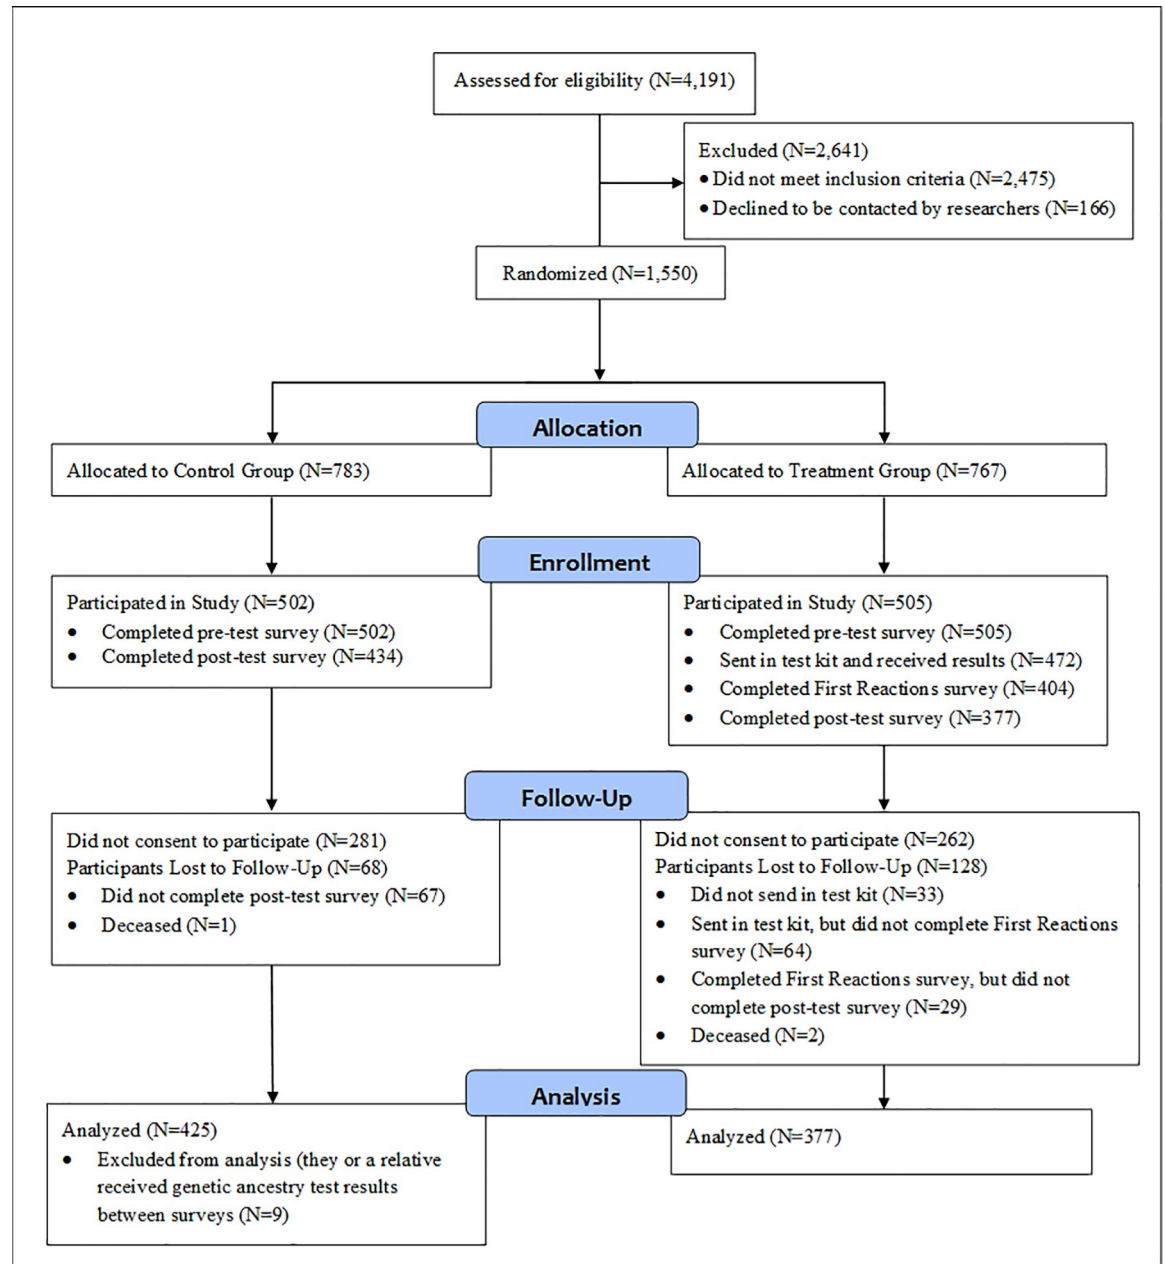 Assessed for eligibility (N=4,191)
Excluded (N=2,641)
• Did not meet inclusion criteria (N=2,475)
• Declined to be contacted by researchers (N=166)
Randomized (N=1,550)
Allocation
Allocated to Control Group (N=783)
Allocated to Treatment Group (N=767)
Enrollment
Participated in Study (N=502)
• Completed pre-test survey (N=502)
• Completed post-test survey (N=434)
Participated in Study (N=505)
• Completed pre-test survey (N=505)
• Sent in test kit and received results (N=472)
• Completed First Reactions survey (N=404)
• Completed post-test survey (N=377)
Follow-Up
Did not consent to participate (N=281)
Participants Lost to Follow-Up (N=68)
• Did not complete post-test survey (N=67)
• Deceased (N=1)
Did not consent to participate (N=262)
Participants Lost to Follow-Up (N=128)
• Did not send in test kit (N=33)
• Sent in test kit, but did not complete First Reactions
survey (N=64)
• Completed First Reactions survey, but did not
complete post-test survey (N=29)
• Deceased (N=2)
Analysis
Analyzed (N=425)
• Excluded from analysis (they or a relative
received genetic ancestry test results
between surveys (N=9)
Analyzed (N=377)